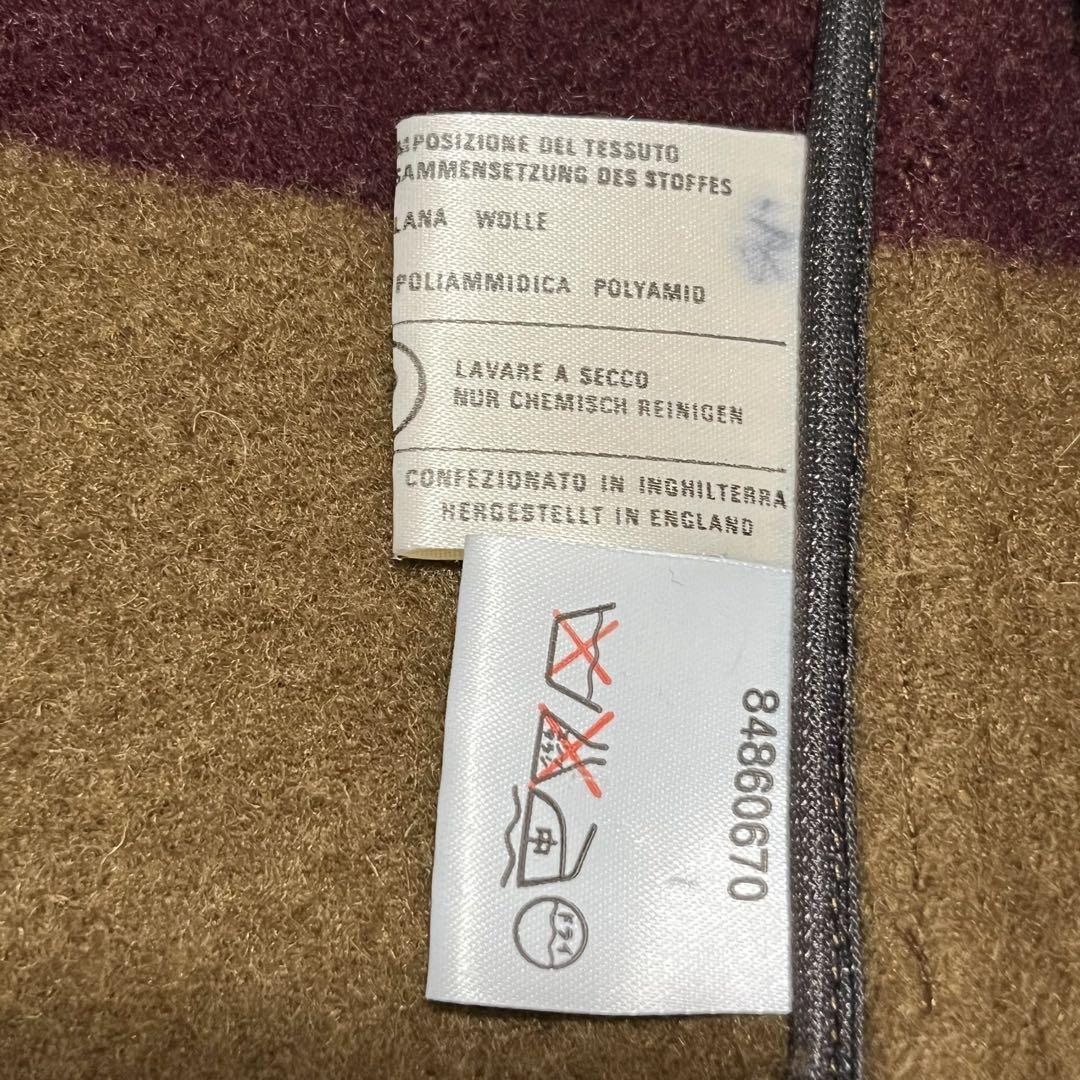 MPOSIZIONE DEL TESSUTO
SAMMENSETZUNG DES STOFFES
LANA WOLLE
POLIAMMIDICA POLYAMID
LAVARE A SECCO
NUR CHEMISCH REINIGEN
CONFEZIONATO IN INGHILTERRA
HERGESTELLT IN ENGLAND
中
ドライ
84860670